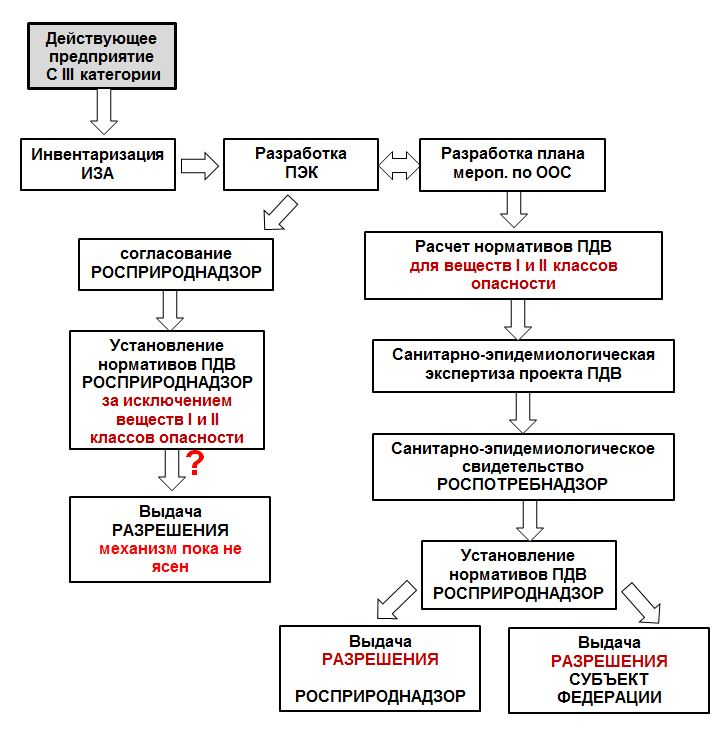 Действующее
предприятие
С III категории
Инвентаризация
ИЗА
Разработка
ПЭК
Разработка плана
мероп. по ООС
согласование
РОСПРИРОДНАДЗОР
Расчет нормативов ПДВ
для веществ I и II классов
опасности
Установление
нормативов ПДВ
РОСПРИРОДНАДЗОР
за исключением
веществ I и II
классов опасности
Санитарно-эпидемиологическая
экспертиза проекта ПДВ
?
Санитарно-эпидемиологическое
свидетельство
РОСПОТРЕБНАДЗОР
Выдача
РАЗРЕШЕНИЯ
механизм пока не
ясен
Установление
нормативов ПДВ
РОСПРИРОДНАДЗОР
Выдача
РАЗРЕШЕНИЯ
РОСПРИРОДНАДЗОР
Выдача
РАЗРЕШЕНИЯ
СУБЪЕКТ
ФЕДЕРАЦИИ